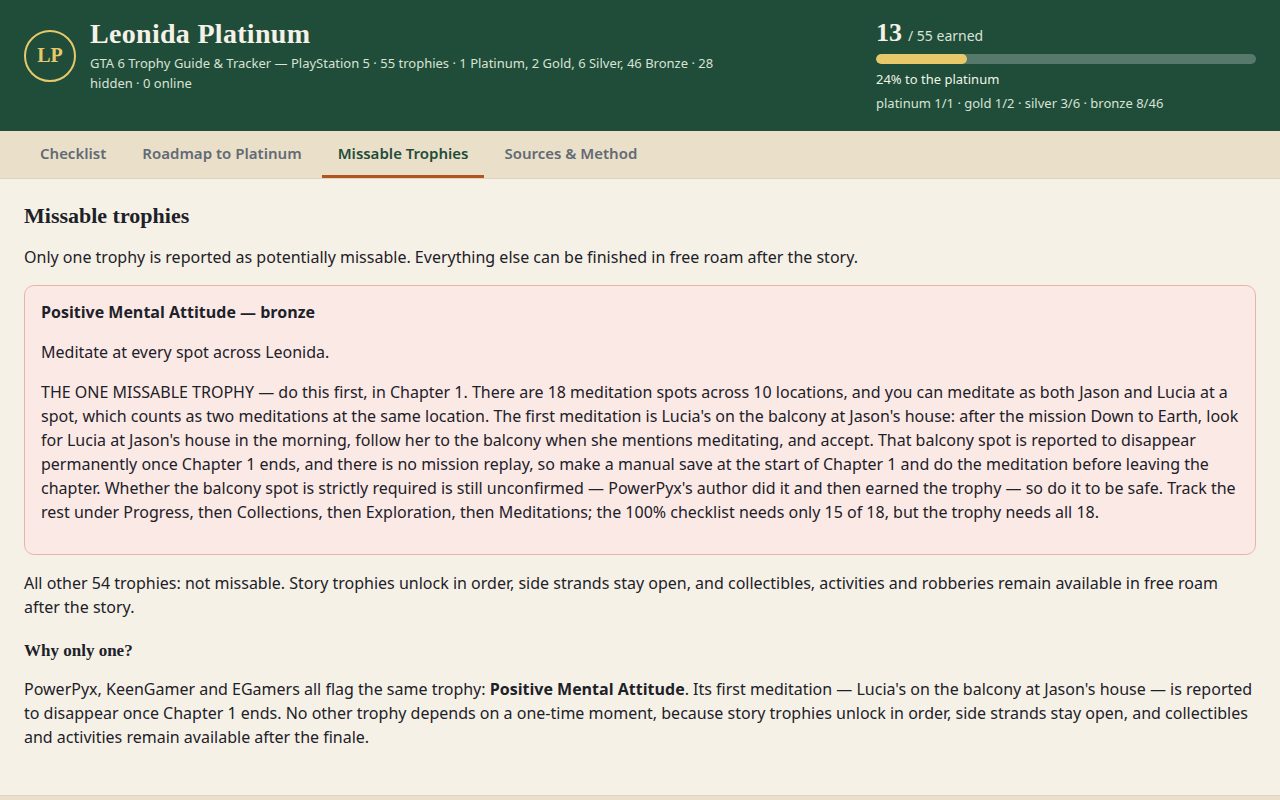 LP
Leonida Platinum
GTA 6 Trophy Guide & Tracker — PlayStation 5 · 55 trophies · 1 Platinum, 2 Gold, 6 Silver, 46 Bronze · 28
hidden · 0 online
13 / 55 earned
24% to the platinum
platinum 1/1 · gold 1/2 · silver 3/6 · bronze 8/46
Checklist Roadmap to Platinum Missable Trophies Sources & Method
Missable trophies
Only one trophy is reported as potentially missable. Everything else can be finished in free roam after the story.
Positive Mental Attitude — bronze
Meditate at every spot across Leonida.
THE ONE MISSABLE TROPHY — do this first, in Chapter 1. There are 18 meditation spots across 10 locations, and you can meditate as both Jason and Lucia at a
spot, which counts as two meditations at the same location. The first meditation is Lucia's on the balcony at Jason's house: after the mission Down to Earth, look
for Lucia at Jason's house in the morning, follow her to the balcony when she mentions meditating, and accept. That balcony spot is reported to disappear
permanently once Chapter 1 ends, and there is no mission replay, so make a manual save at the start of Chapter 1 and do the meditation before leaving the
chapter. Whether the balcony spot is strictly required is still unconfirmed — PowerPyx's author did it and then earned the trophy — so do it to be safe. Track the
rest under Progress, then Collections, then Exploration, then Meditations; the 100% checklist needs only 15 of 18, but the trophy needs all 18.
All other 54 trophies: not missable. Story trophies unlock in order, side strands stay open, and collectibles, activities and robberies remain available in free roam
after the story.
Why only one?
PowerPyx, KeenGamer and EGamers all flag the same trophy: Positive Mental Attitude. Its first meditation — Lucia's on the balcony at Jason's house — is reported
to disappear once Chapter 1 ends. No other trophy depends on a one-time moment, because story trophies unlock in order, side strands stay open, and collectibles
and activities remain available after the finale.